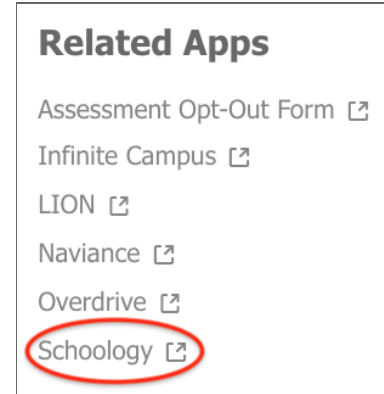 Related Apps
Assessment Opt-Out Form
Infinite Campus
LION
Naviance
Overdrive
Schoology